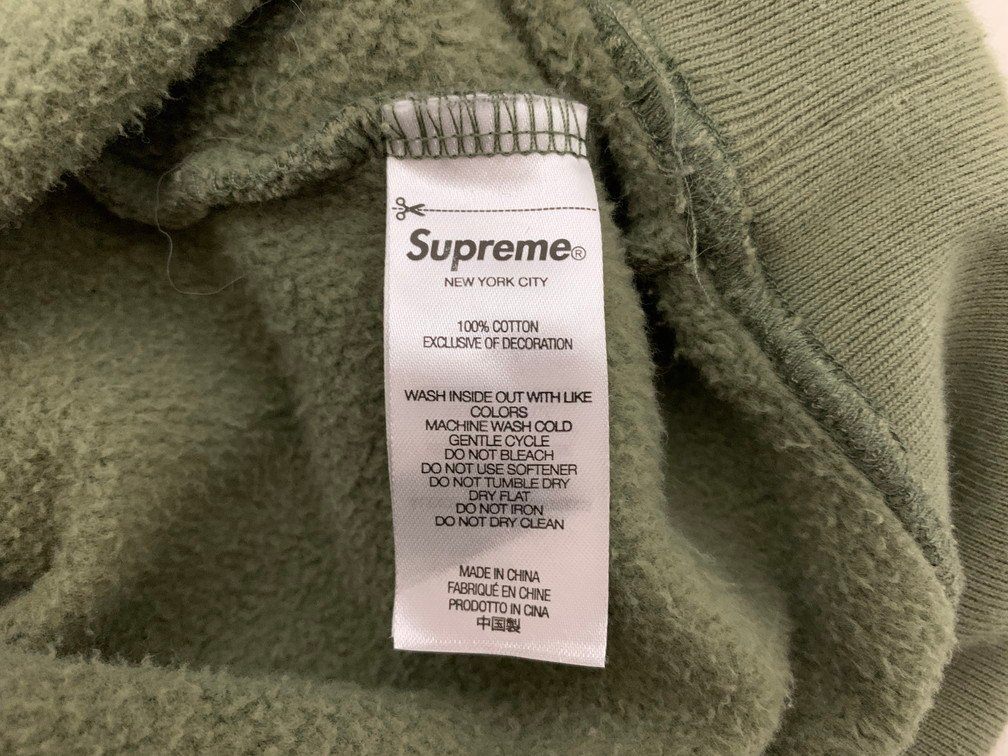 Supreme®
NEW YORK CITY
100% COTTON
EXCLUSIVE OF DECORATION
WASH INSIDE OUT WITH LIKE
COLORS
MACHINE WASH COLD
GENTLE CYCLE
DO NOT BLEACH
DO NOT USE SOFTENER
DO NOT TUMBLE DRY
DRY FLAT
DO NOT IRON
DO NOT DRY CLEAN
MADE IN CHINA
FABRIQUÉ EN CHINE
PRODOTTO IN CINA
中国製